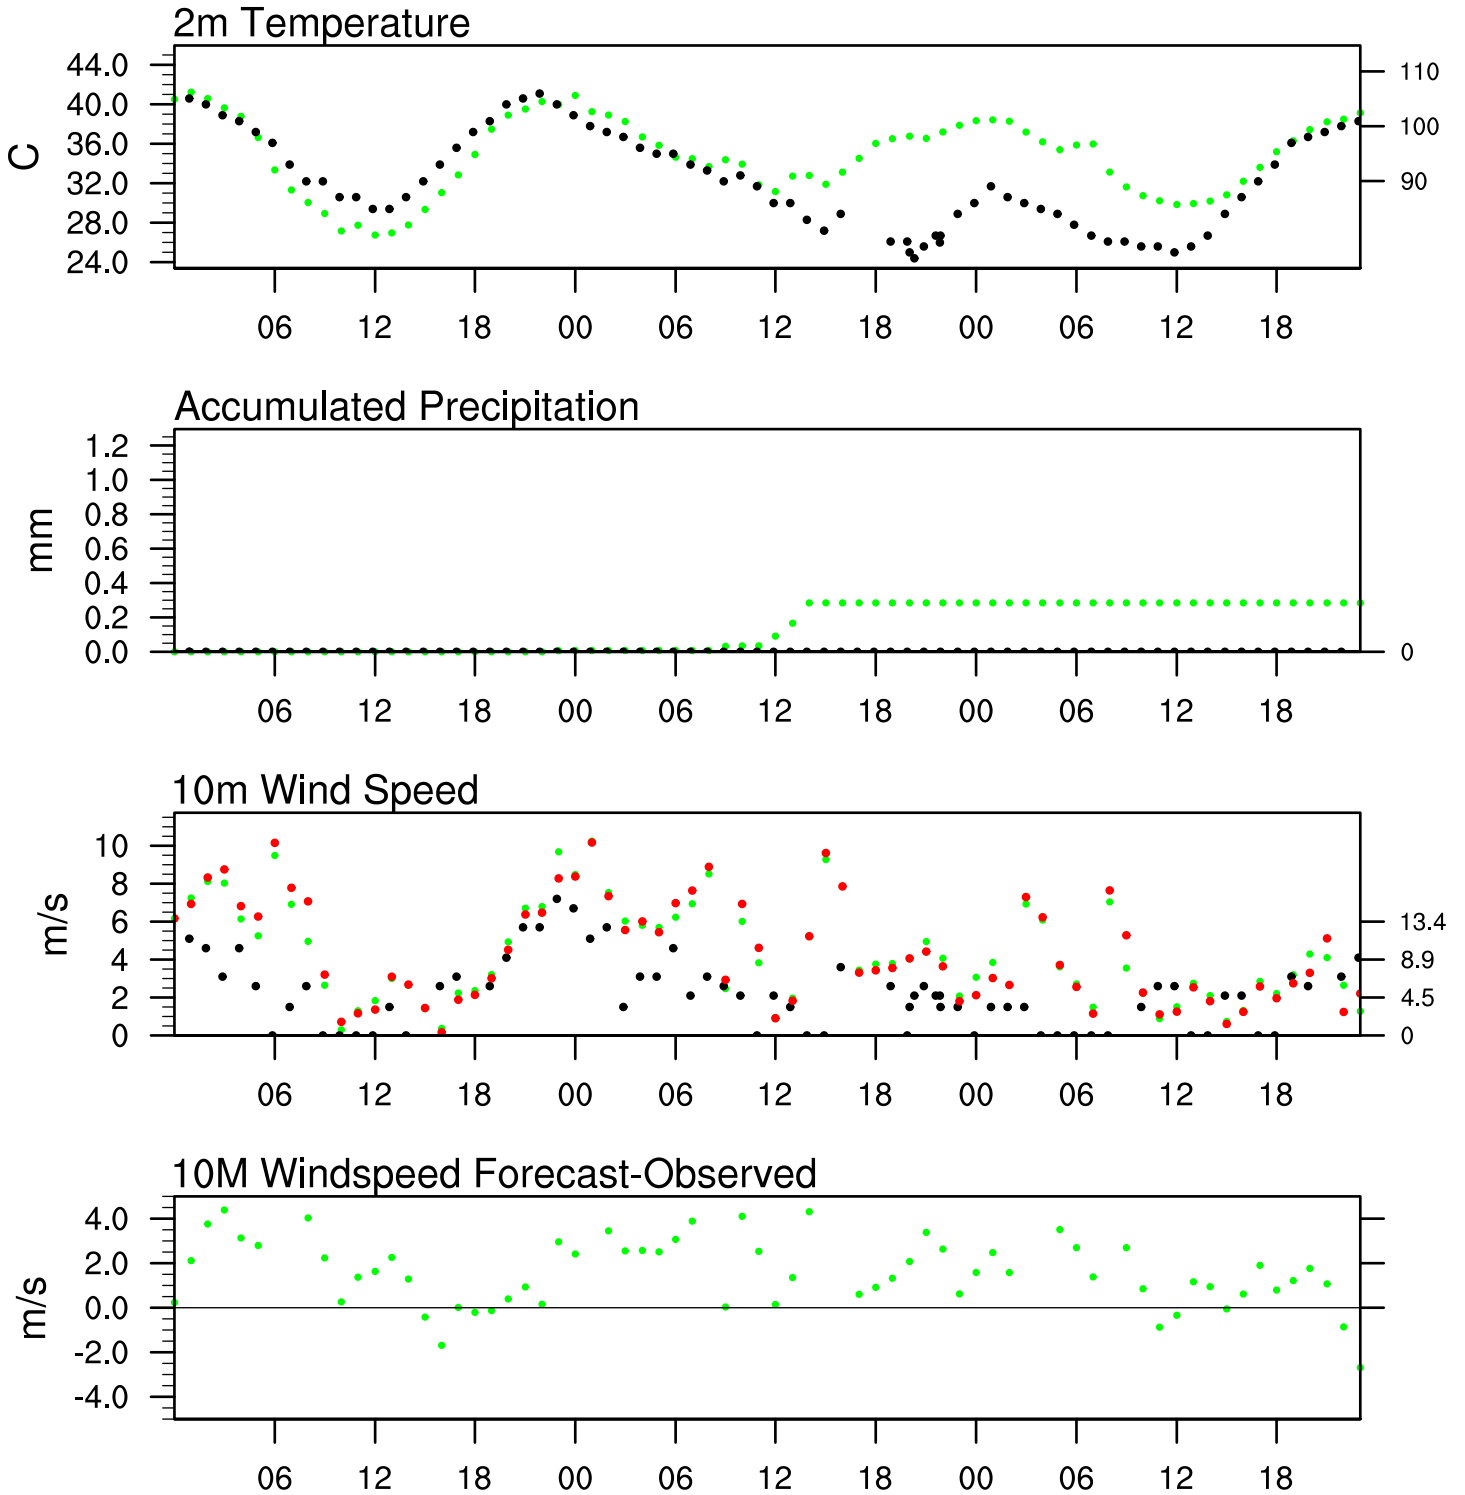 2m Temperature
44.0
40.0
36.0
32.0
28.0
24.0
C
110
100
90
06 12 18 00 06 12 18 00 06 12 18
Accumulated Precipitation
1.2
1.0
0.8
0.6
0.4
0.2
0.0
mm
0
06 12 18 00 06 12 18 00 06 12 18
10m Wind Speed
10
8
6
4
2
0
m/s
13.4
8.9
4.5
0
06 12 18 00 06 12 18 00 06 12 18
10M Windspeed Forecast-Observed
4.0
2.0
0.0
-2.0
-4.0
m/s
06 12 18 00 06 12 18 00 06 12 18